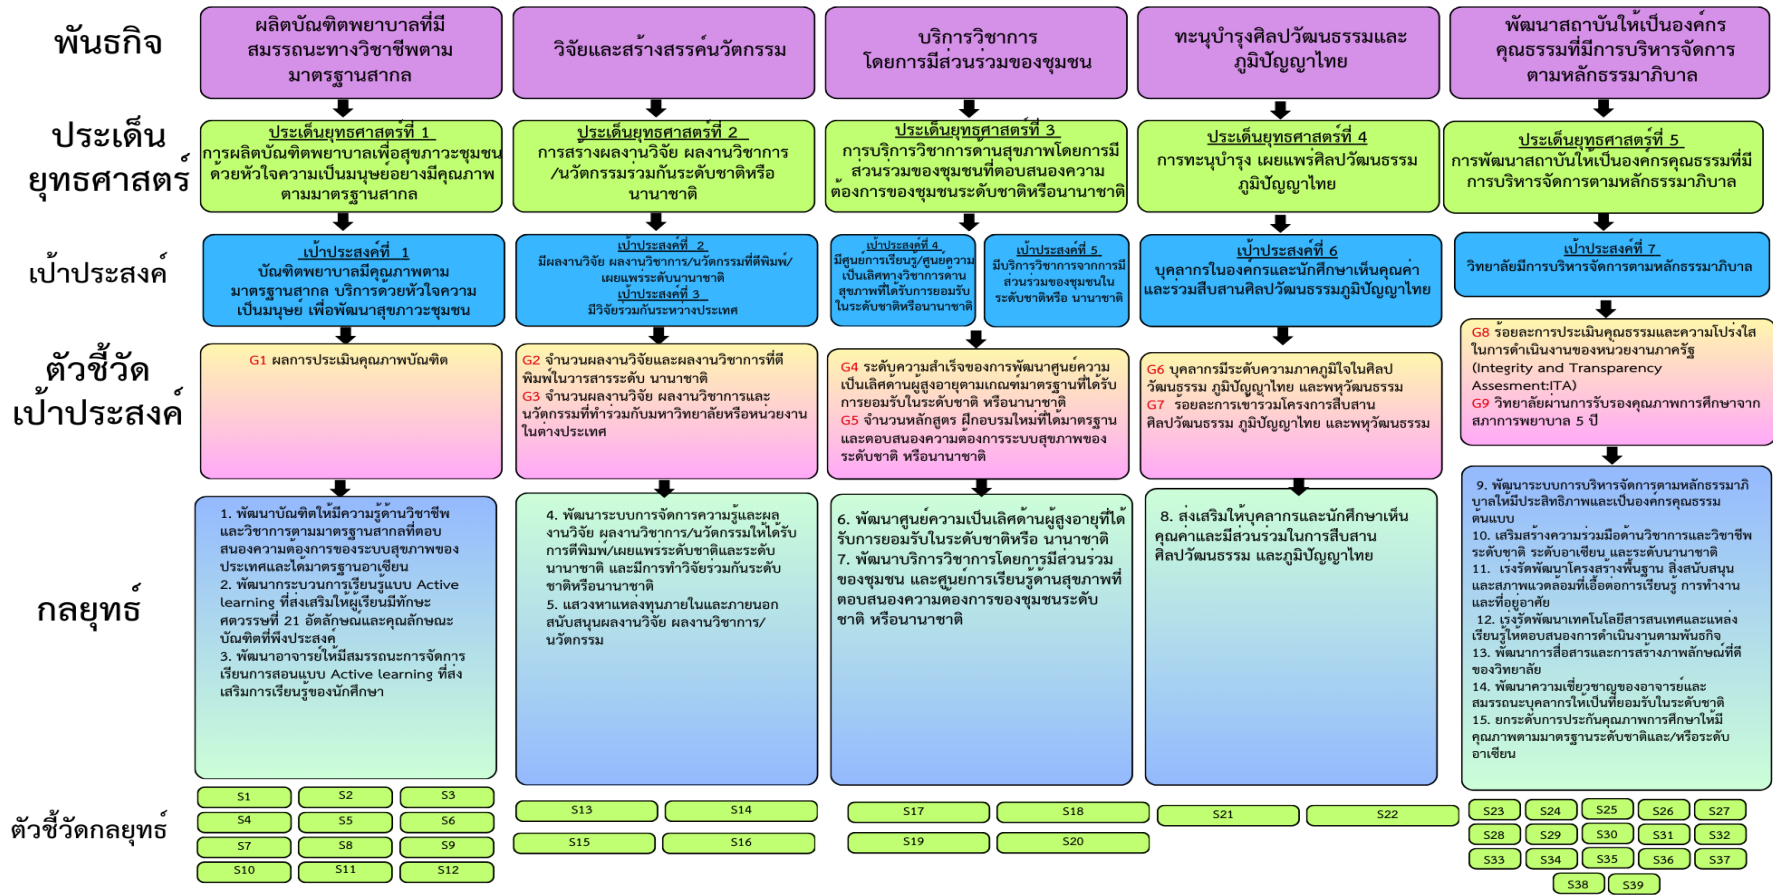 พันธกิจ
ผลิตบัณฑิตพยาบาลที่มี
สมรรถนะทางวิชาชีพตาม
มาตรฐานสากล
วิจัยและสร้างสรรค์นวัตกรรม
บริการวิชาการ
โดยการมีส่วนร่วมของชุมชน
ทะนุบำรุงศิลปวัฒนธรรมและ
ภูมิปัญญาไทย
พัฒนาสถาบันให้เป็นองค์กร
คุณธรรมที่มีการบริหารจัดการ
ตามหลักธรรมาภิบาล
ประเด็น
ยุทธศาสตร์
ประเด็นยุทธศาสตร์ที่ 1
การผลิตบัณฑิตพยาบาลเพื่อสุขภาวะชุมชน
ด้วยหัวใจความเป็นมนุษย์อย่างมีคุณภาพ
ตามมาตรฐานสากล
ประเด็นยุทธศาสตร์ที่ 2
การสร้างผลงานวิจัย ผลงานวิชาการ
/นวัตกรรมร่วมกันระดับชาติหรือ
นานาชาติ
ประเด็นยุทธศาสตร์ที่ 3
การบริการวิชาการด้านสุขภาพโดยการมี
ส่วนร่วมของชุมชนที่ตอบสนองความ
ต้องการของชุมชนระดับชาติหรือนานาชาติ
ประเด็นยุทธศาสตร์ที่ 4
การทะนุบำรุง เผยแพร่ศิลปวัฒนธรรม
ภูมิปัญญาไทย
ประเด็นยุทธศาสตร์ที่ 5
การพัฒนาสถาบันให้เป็นองค์กรคุณธรรมที่มี
การบริหารจัดการตามหลักธรรมาภิบาล
เป้าประสงค์
เป้าประสงค์ที่ 1
บัณฑิตพยาบาลมีคุณภาพตาม
มาตรฐานสากล บริการด้วยหัวใจความ
เป็นมนุษย์ เพื่อพัฒนาสุขภาวะชุมชน
เป้าประสงค์ที่ 2
มีผลงานวิจัย ผลงานวิชาการ/นวัตกรรมที่ตีพิมพ์/
เผยแพร่ระดับนานาชาติ
เป้าประสงค์ที่ 3
มีวิจัยร่วมกันระหว่างประเทศ
เป้าประสงค์ที่ 4
มีศูนย์การเรียนรู้/ศูนย์ความ
เป็นเลิศทางวิชาการด้าน
สุขภาพที่ได้รับการยอมรับ
ในระดับชาติหรือนานาชาติ
เป้าประสงค์ที่ 5
มีบริการวิชาการจากการมี
ส่วนร่วมของชุมชนใน
ระดับชาติหรือ นานาชาติ
เป้าประสงค์ที่ 6
บุคลากรในองค์กรและนักศึกษาเห็นคุณค่า
และร่วมสืบสานศิลปวัฒนธรรมภูมิปัญญาไทย
เป้าประสงค์ที่ 7
วิทยาลัยมีการบริหารจัดการตามหลักธรรมาภิบาล
ตัวชี้วัด
เป้าประสงค์
G1 ผลการประเมินคุณภาพบัณฑิต
G2 จำนวนผลงานวิจัยและผลงานวิชาการที่ตี
พิมพ์ในวารสารระดับ นานาชาติ
G3 จำนวนผลงานวิจัย ผลงานวิชาการและ
นวัตกรรมที่ทำร่วมกับมหาวิทยาลัยหรือหน่วยงาน
ในต่างประเทศ
G4 ระดับความสำเร็จของการพัฒนาศูนย์ความ
เป็นเลิศด้านผู้สูงอายุตามเกณฑ์มาตรฐานที่ได้รับ
การยอมรับในระดับชาติ หรือนานาชาติ
G5 จำนวนหลักสูตร ฝึกอบรมใหม่ที่ได้มาตรฐาน
และตอบสนองความต้องการระบบสุขภาพของ
ระดับชาติ หรือนานาชาติ
G6 บุคลากรมีระดับความภาคภูมิใจในศิลป
วัฒนธรรม ภูมิปัญญาไทย และพหุวัฒนธรรม
G7 ร้อยละการเข้าร่วมโครงการสืบสาน
ศิลปวัฒนธรรม ภูมิปัญญาไทย และพหุวัฒนธรรม
G8 ร้อยละการประเมินคุณธรรมและความโปร่งใส
ในการดำเนินงานของหน่วยงานภาครัฐ
(Integrity and Transparency
Assesment:ITA)
G9 วิทยาลัยผ่านการรับรองคุณภาพการศึกษาจาก
สภาการพยาบาล 5 ปี
กลยุทธ์
1. พัฒนาบัณฑิตให้มีความรู้ด้านวิชาชีพ
และวิชาการตามมาตรฐานสากลที่ตอบ
สนองความต้องการของระบบสุขภาพของ
ประเทศและได้มาตรฐานอาเซียน
2. พัฒนากระบวนการเรียนรู้แบบ Active
learning ที่ส่งเสริมให้ผู้เรียนมีทักษะ
ศตวรรษที่ 21 อัตลักษณ์และคุณลักษณะ
บัณฑิตที่พึงประสงค์
3. พัฒนาอาจารย์ให้มีสมรรถนะการจัดการ
เรียนการสอนแบบ Active learning ที่ส่ง
เสริมการเรียนรู้ของนักศึกษา
4. พัฒนาระบบการจัดการความรู้และผล
งานวิจัย ผลงานวิชาการ/นวัตกรรมให้ได้รับ
การตีพิมพ์/เผยแพร่ระดับชาติและระดับ
นานาชาติ และมีการทำวิจัยร่วมกันระดับ
ชาติหรือนานาชาติ
5. แสวงหาแหล่งทุนภายในและภายนอก
สนับสนุนผลงานวิจัย ผลงานวิชาการ/
นวัตกรรม
6. พัฒนาศูนย์ความเป็นเลิศด้านผู้สูงอายุที่ได้
รับการยอมรับในระดับชาติหรือ นานาชาติ
7. พัฒนาบริการวิชาการโดยการมีส่วนร่วม
ของชุมชน และศูนย์การเรียนรู้ด้านสุขภาพที่
ตอบสนองความต้องการของชุมชนระดับ
ชาติ หรือนานาชาติ
8. ส่งเสริมให้บุคลากรและนักศึกษาเห็น
คุณค่าและมีส่วนร่วมในการสืบสาน
ศิลปวัฒนธรรม และภูมิปัญญาไทย
9. พัฒนาระบบการบริหารจัดการตามหลักธรรมาภิ
บาลให้มีประสิทธิภาพและเป็นองค์กรคุณธรรม
ต้นแบบ
10. เสริมสร้างความร่วมมือด้านวิชาการและวิชาชีพ
ระดับชาติ ระดับอาเซียน และระดับนานาชาติ
11. เร่งรัดพัฒนาโครงสร้างพื้นฐาน สิ่งสนับสนุน
และสภาพแวดล้อมที่เอื้อต่อการเรียนรู้ การทำงาน
และที่อยู่อาศัย
12. เร่งรัดพัฒนาเทคโนโลยีสารสนเทศและแหล่ง
เรียนรู้ให้ตอบสนองการดำเนินงานตามพันธกิจ
13. พัฒนาการสื่อสารและการสร้างภาพลักษณ์ที่ดี
ของวิทยาลัย
14. พัฒนาความเชี่ยวชาญของอาจารย์และ
สมรรถนะบุคลากรให้เป็นที่ยอมรับในระดับชาติ
15. ยกระดับการประกันคุณภาพการศึกษาให้มี
คุณภาพตามมาตรฐานระดับชาติและ/หรือระดับ
อาเซียน
ตัวชี้วัดกลยุทธ์
S1 S2 S3
S4 S5 S6
S7 S8 S9
S10 S11 S12
S13 S14
S15 S16
S17 S18
S19 S20
S21 S22
S23 S24 S25 S26 S27
S28 S29 S30 S31 S32
S33 S34 S35 S36 S37
S38 S39